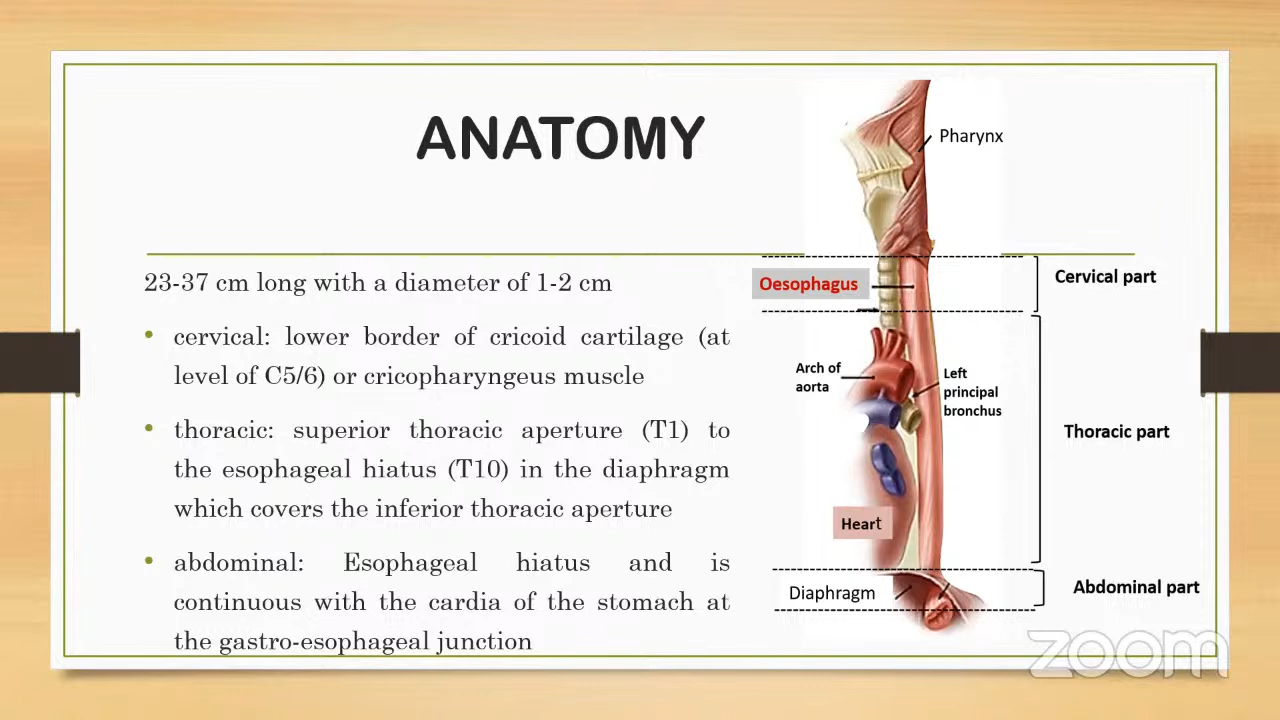 ANATOMY
23-37 cm long with a diameter of 1-2 cm
• cervical: lower border of cricoid cartilage (at
level of C5/6) or cricopharyngeus muscle
• thoracic: superior thoracic aperture (T1) to
the esophageal hiatus (T10) in the diaphragm
which covers the inferior thoracic aperture
• abdominal: Esophageal hiatus and is
continuous with the cardia of the stomach at
the gastro-esophageal junction
Pharynx
Oesophagus
Cervical part
Arch of
aorta
Left
principal
bronchus
Thoracic part
Heart
Diaphragm
Abdominal part
zoom